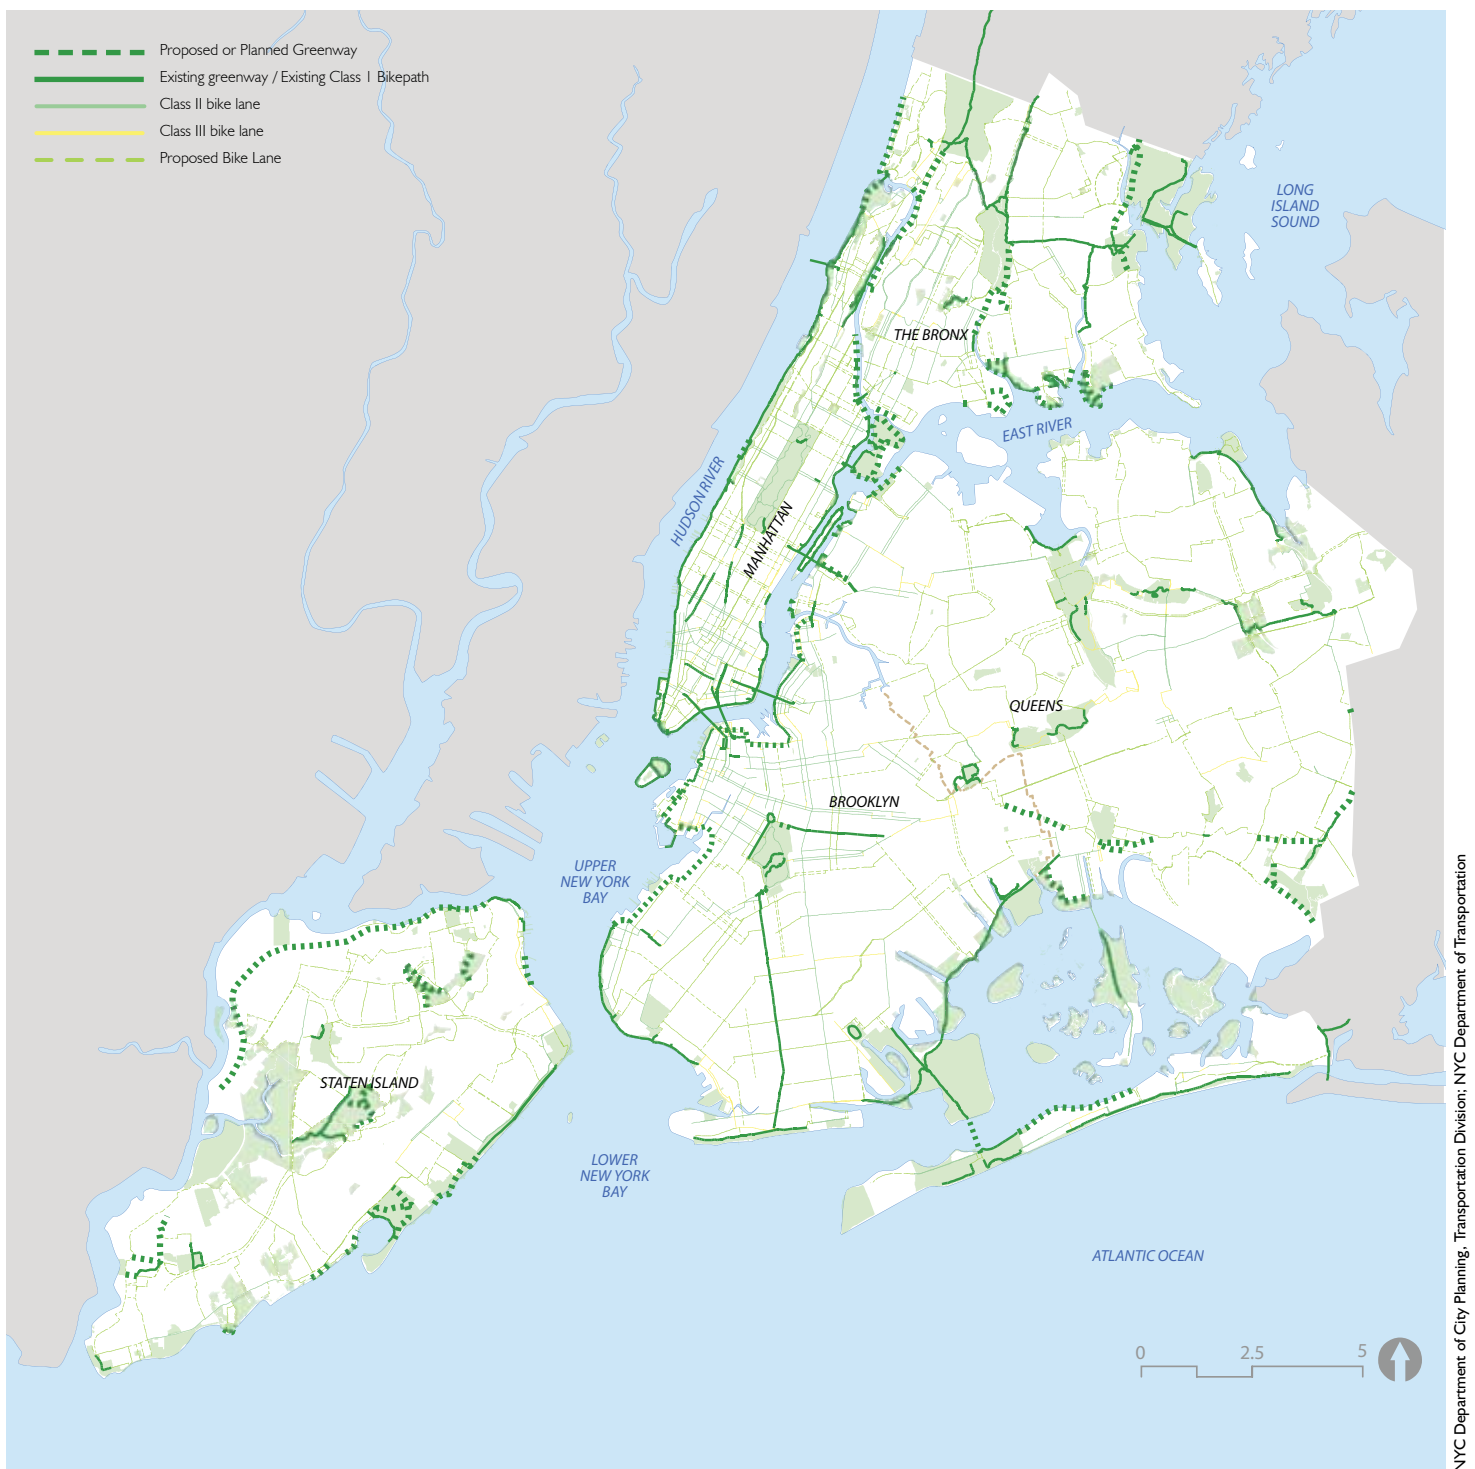 Proposed or Planned Greenway
Existing greenway / Existing Class 1 Bikepath
Class II bike lane
Class III bike lane
Proposed Bike Lane
LONG
ISLAND
SOUND
THE BRONX
EAST RIVER
HUDSON RIVER
MANHATTAN
QUEENS
BROOKLYN
UPPER
NEW YORK
BAY
STATEN ISLAND
LOWER
NEW YORK
BAY
ATLANTIC OCEAN
0 2.5 5
NYC Department of City Planning, Transportation Division; NYC Department of Transportation